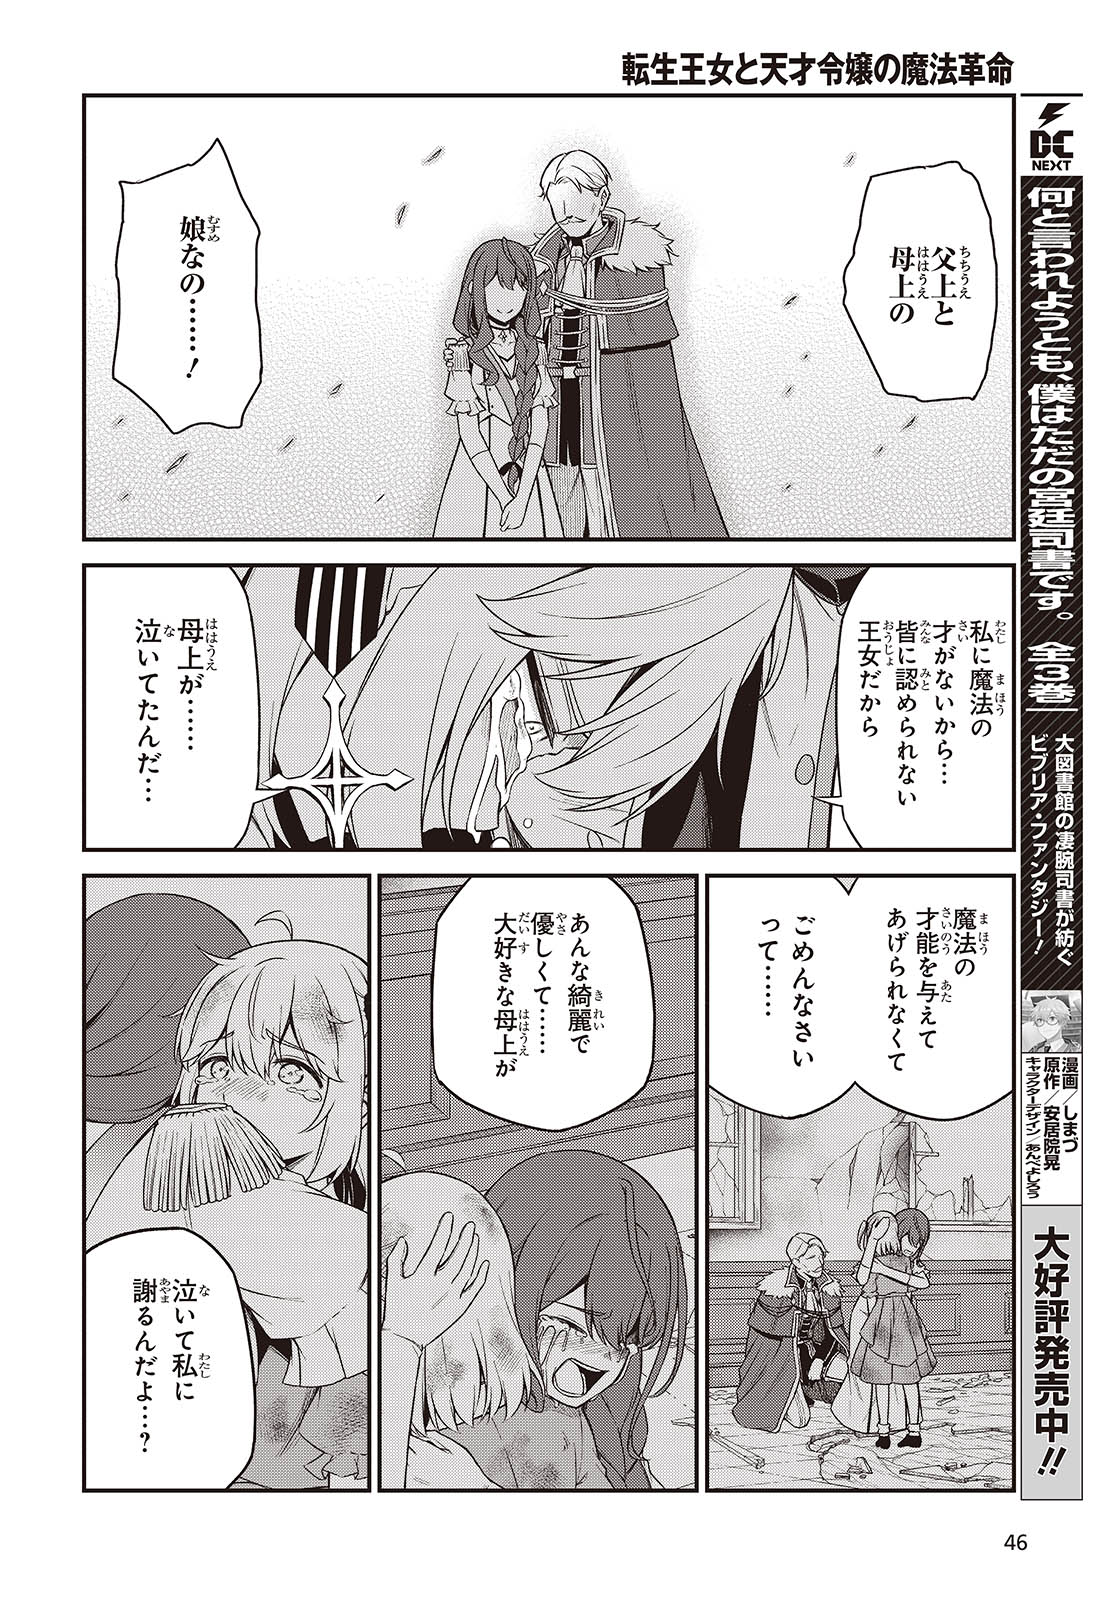 転生王女と天才令嬢の魔法革命
父上と
母上の
娘なの……！
私に魔法の
才がないから…
皆に認められない
王女だから
母上が……
泣いてたんだ…
魔法の
才能を与えて
あげられなくて
ごめんなさい
って……
あんな綺麗で
優しくて……
大好きな母上が
泣いて私に
謝るんだよ…？
DC
NEXT
何と言われようとも、僕はただの宮廷司書です。　全3巻
大図書館の凄腕司書が紡ぐ
ビブリア・ファンタジー！
漫画／しまづ
原作／安居院晃
キャラクターデザイン／あんべよしろう
大好評発売中!!
46